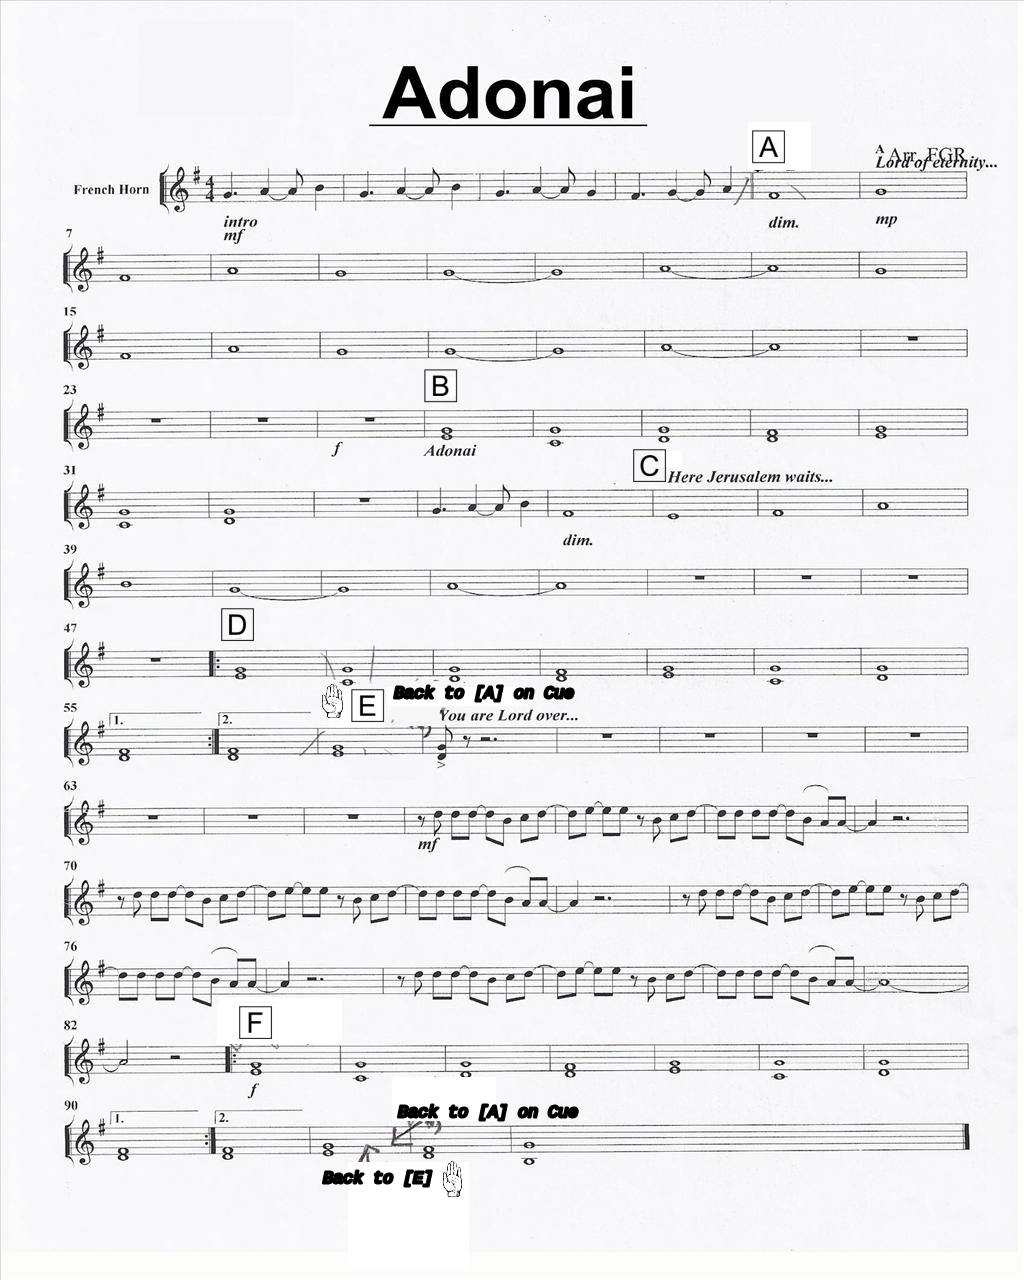 Adonai
A
A Arr. FGR
Lord of eternity...
French Horn
4
4
intro
mf
dim.
mp
7
15
23
B
f
Adonai
31
C
Here Jerusalem waits...
dim.
39
47
D
Back to [A] on Cue
E
You are Lord over...
55
1.
2.
63
mf
70
76
82
F
f
90
1.
2.
Back to [A] on Cue
Back to [E]